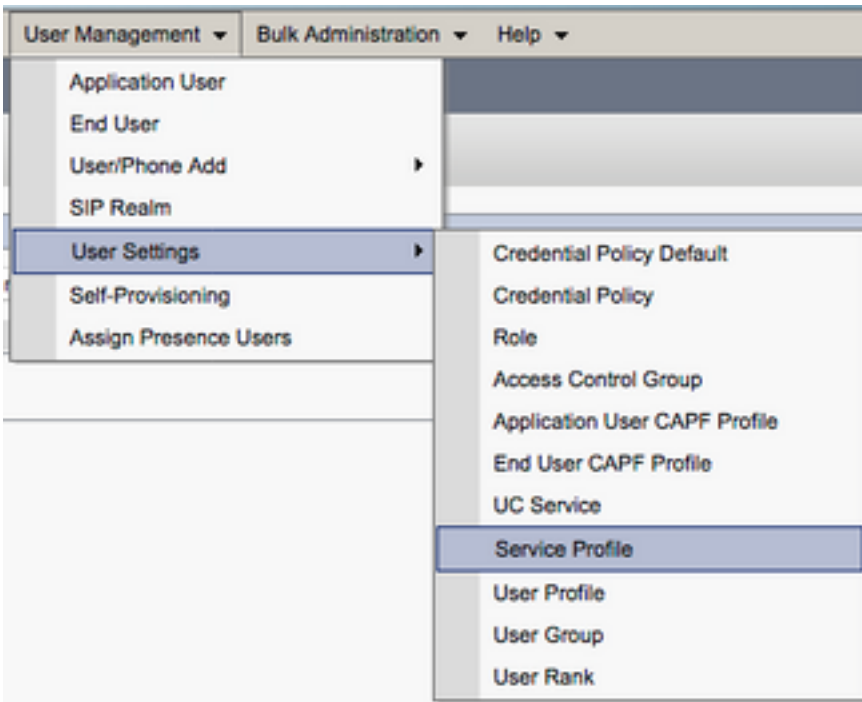 User Management Bulk Administration Help
Application User
End User
User/Phone Add
SIP Realm
User Settings
Self-Provisioning
Assign Presence Users
Credential Policy Default
Credential Policy
Role
Access Control Group
Application User CAPF Profile
End User CAPF Profile
UC Service
Service Profile
User Profile
User Group
User Rank